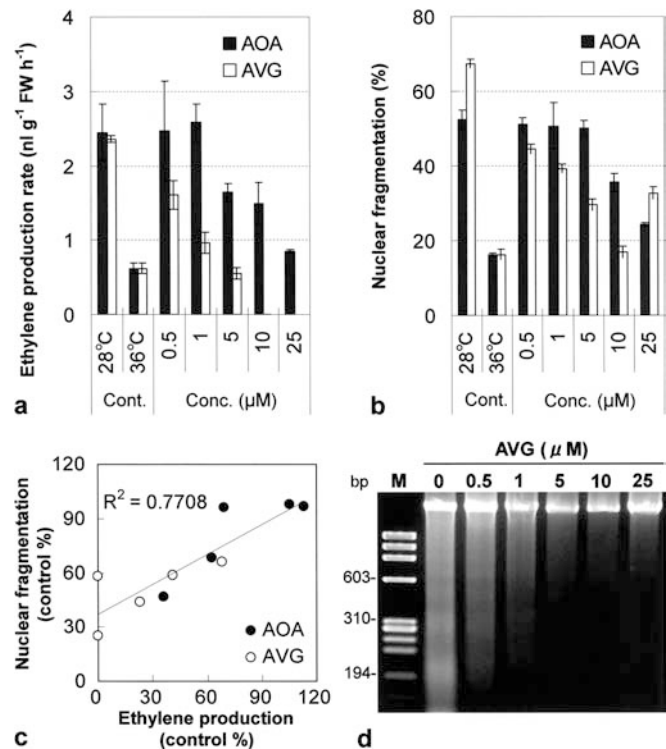 4
3
2
1
0
Ethylene production rate (nl g⁻¹ FW h⁻¹)
AOA
AVG
28°C
36°C
0.5
1
5
10
25
Cont.
Conc. (µM)
a
80
60
40
20
0
Nuclear fragmentation (%)
AOA
AVG
28°C
36°C
0.5
1
5
10
25
Cont.
Conc. (µM)
b
120
90
60
30
0
Nuclear fragmentation
(control %)
R² = 0.7708
AOA
AVG
0
30
60
90
120
Ethylene production
(control %)
c
AVG (µ M)
bp M 0 0.5 1 5 10 25
603-
310-
194-
d